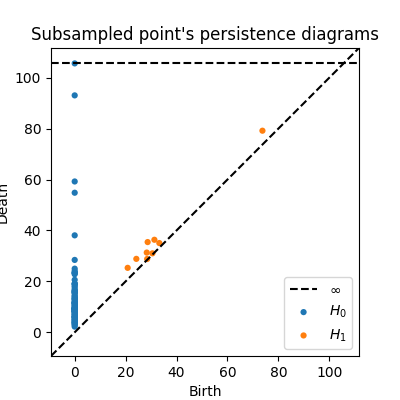 Subsampled point's persistence diagrams
100
80
60
40
20
0
Death
∞
H₀
H₁
0 20 40 60 80 100
Birth